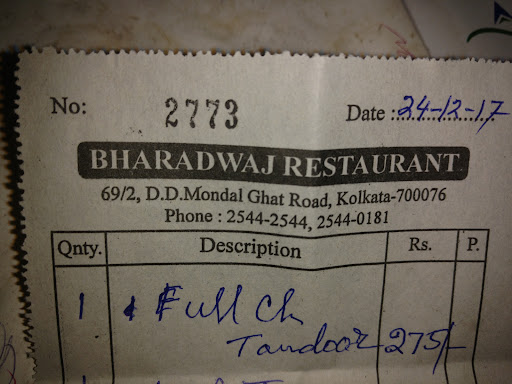 No: 2773 Date : 24-12-17
BHARADWAJ RESTAURANT
69/2, D.D.Mondal Ghat Road, Kolkata-700076
Phone : 2544-2544, 2544-0181
Qnty. Description Rs. P.
1 Full Ch
Tandoor 275/-